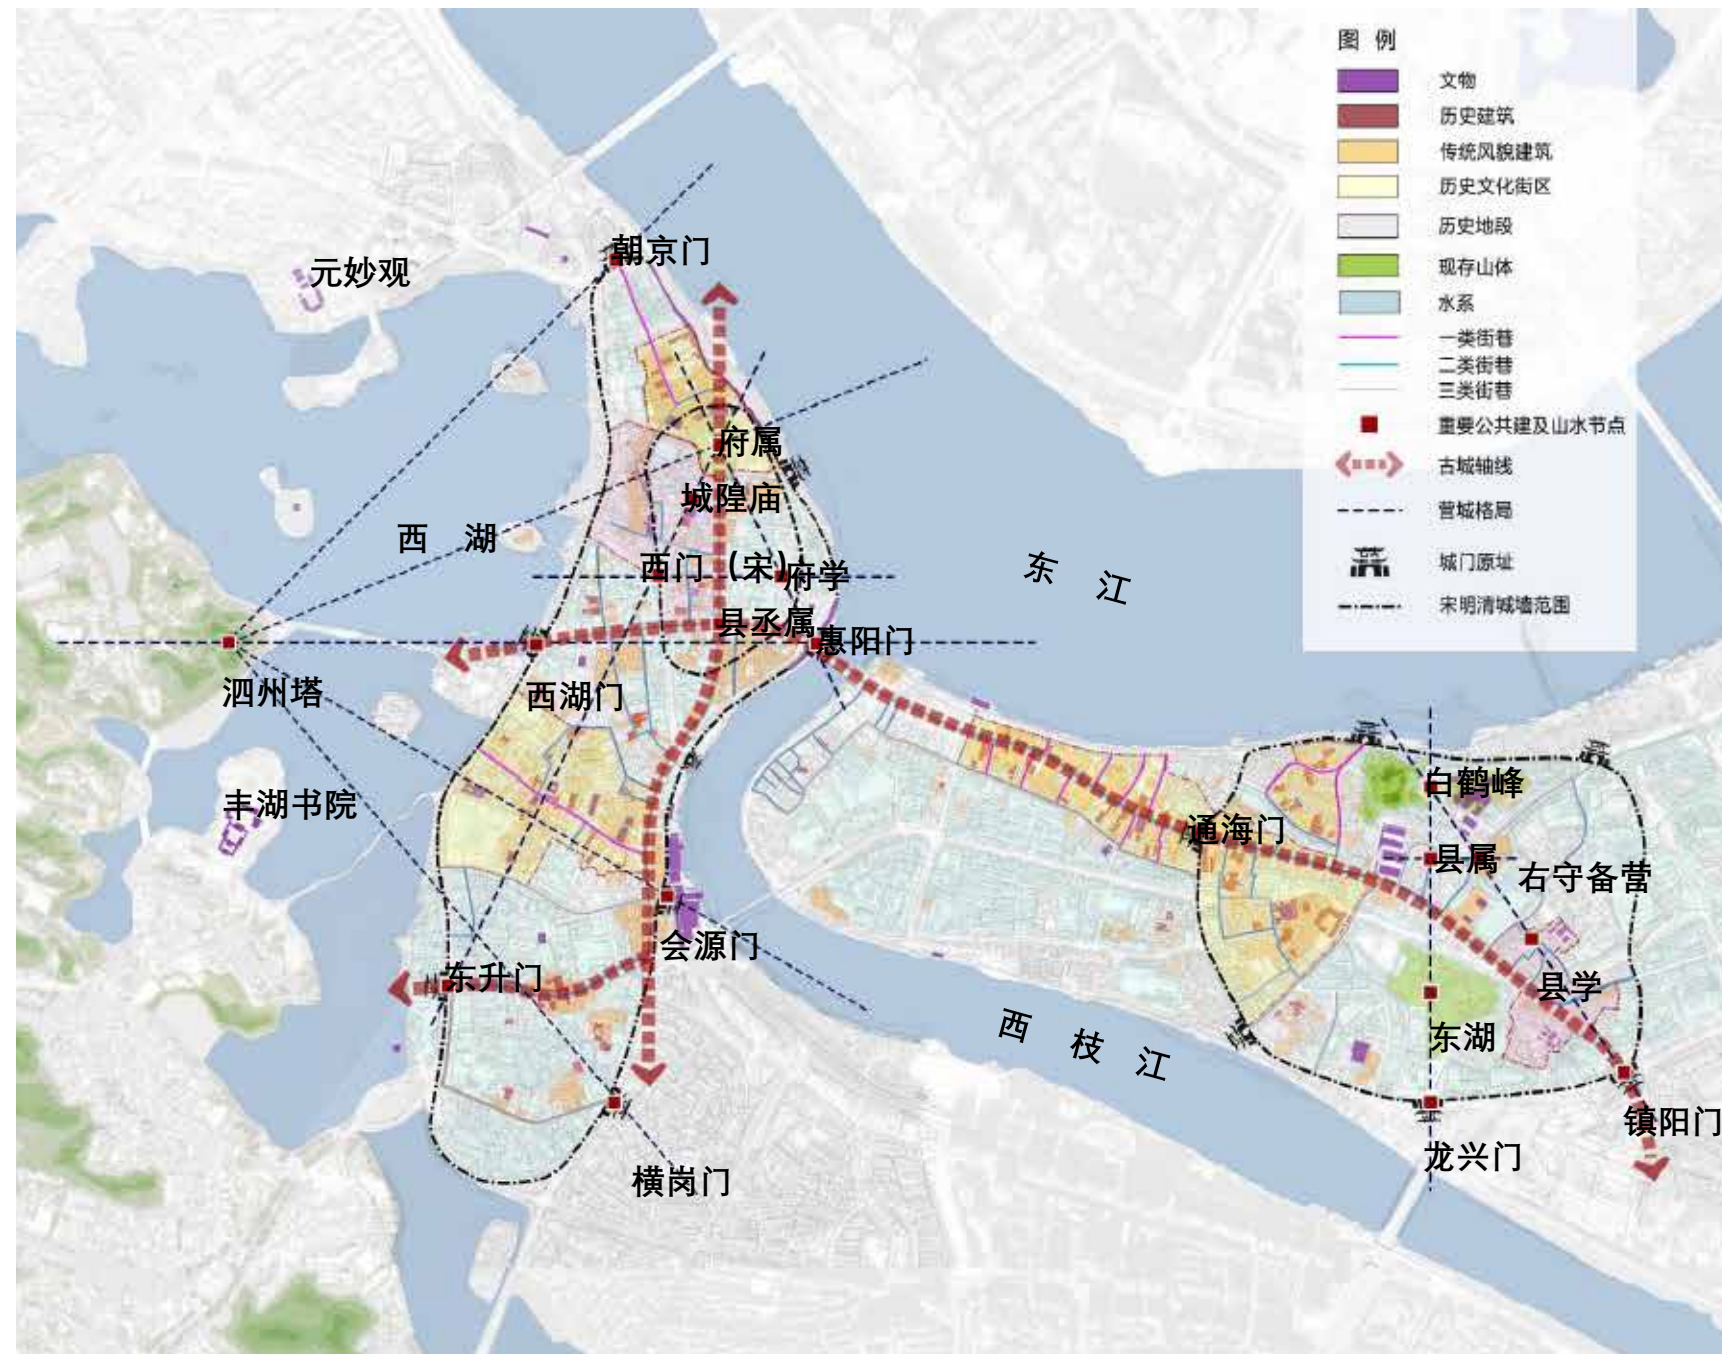 图 例
文物
历史建筑
传统风貌建筑
历史文化街区
历史地段
现存山体
水系
一类街巷
二类街巷
三类街巷
重要公共建及山水节点
古城轴线
营城格局
城门原址
宋明清城墙范围
朝京门
元妙观
府属
城隍庙
西 湖
西门（宋）
府学
东 江
县丞属
惠阳门
泗州塔
西湖门
丰湖书院
白鹤峰
通海门
县属
右守备营
会源门
东升门
县学
东湖
西 枝 江
镇阳门
龙兴门
横岗门